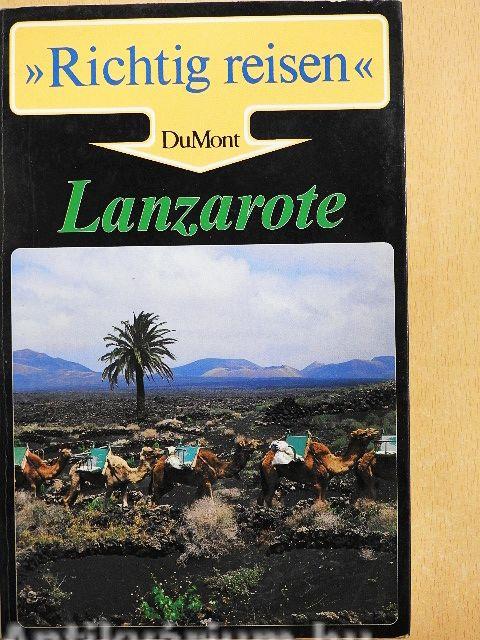 »Richtig reisen«
DuMont
Lanzarote